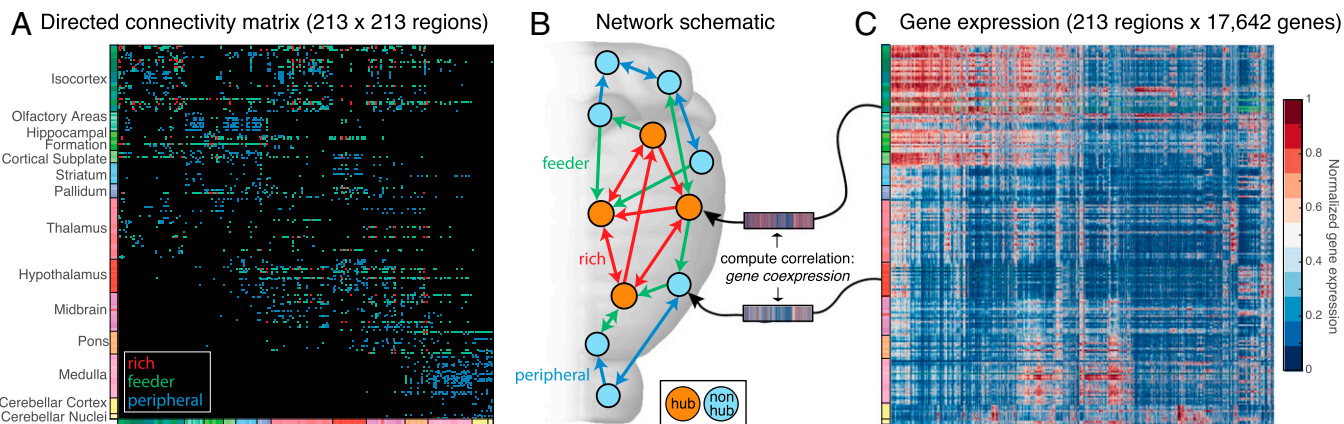 A Directed connectivity matrix (213 x 213 regions)
Isocortex
Olfactory Areas
Hippocampal
Formation
Cortical Subplate
Striatum
Pallidum
Thalamus
Hypothalamus
Midbrain
Pons
Medulla
Cerebellar Cortex
Cerebellar Nuclei
rich
feeder
peripheral
B Network schematic
feeder
rich
peripheral
compute correlation:
gene coexpression
hub
non
hub
C Gene expression (213 regions x 17,642 genes)
1
0.8
0.6
0.4
0.2
0
Normalized gene expression